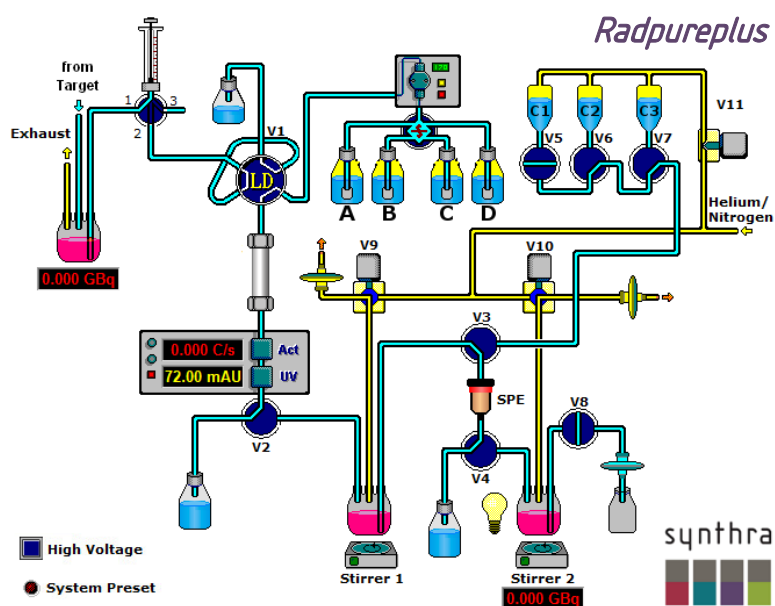 Radpureplus
from
Target
1
3
2
Exhaust
V1
120
C1
C2
C3
V11
V5
V6
V7
LD
A
B
C
D
Helium/
Nitrogen
V9
V10
0.000 GBq
V3
0.000 C/s
Act
72.00 mAU
UV
SPE
V8
V2
V4
High Voltage
Stirrer 1
Stirrer 2
System Preset
0.000 GBq
synthra